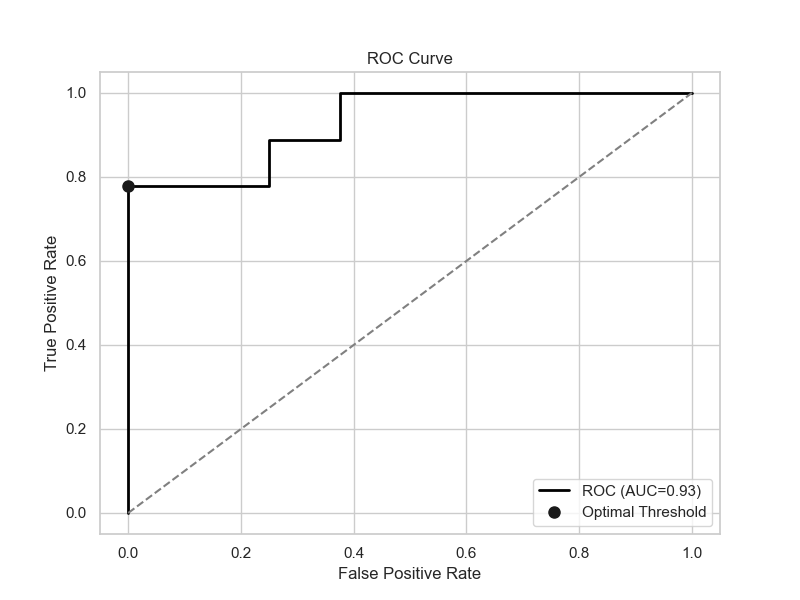 ROC Curve
1.0
0.8
0.6
0.4
0.2
0.0
True Positive Rate
0.0 0.2 0.4 0.6 0.8 1.0
False Positive Rate
ROC (AUC=0.93)
Optimal Threshold